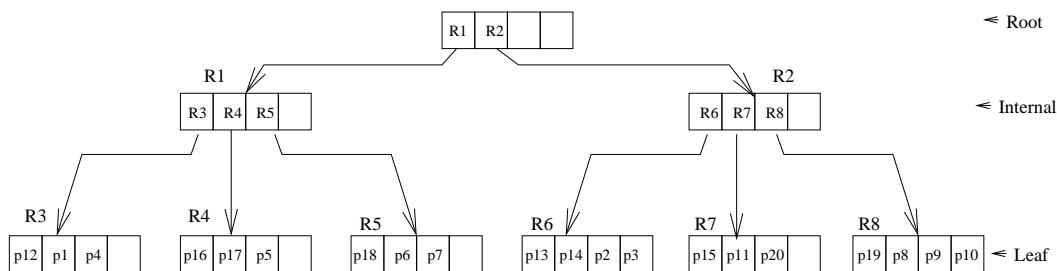 R1 R2
Root
R1
R2
R3 R4 R5
R6 R7 R8
Internal
R3
R4
R5
R6
R7
R8
p12 p1 p4
p16 p17 p5
p18 p6 p7
p13 p14 p2 p3
p15 p11 p20
p19 p8 p9 p10
Leaf